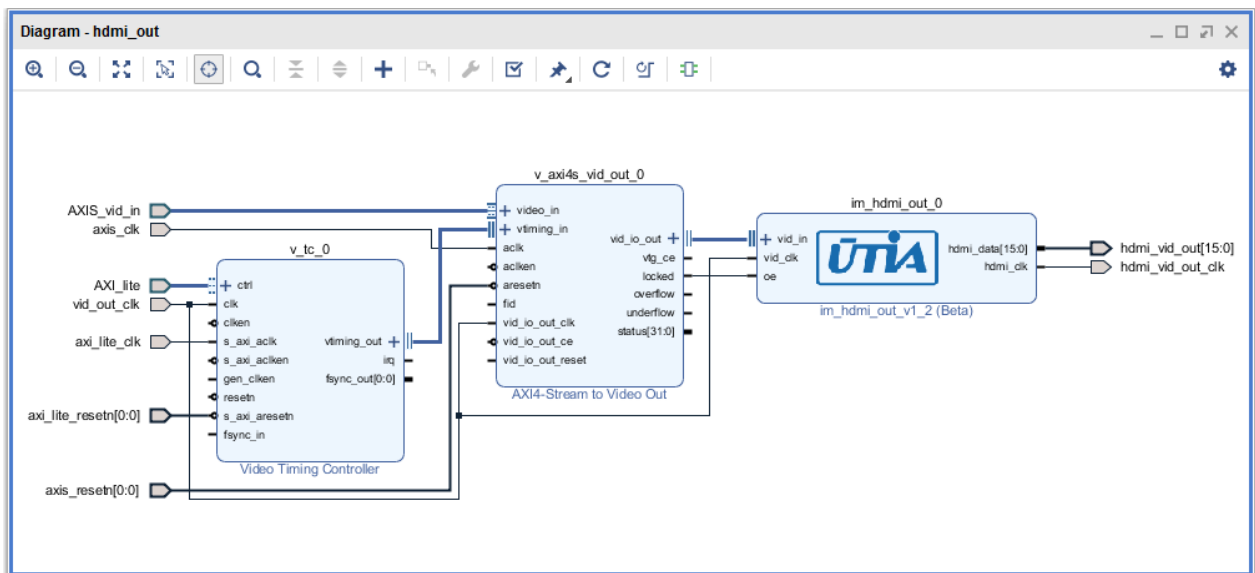 Diagram - hdmi_out
AXIS_vid_in
axis_clk
AXI_lite
vid_out_clk
axi_lite_clk
axi_lite_resetn[0:0]
axis_resetn[0:0]
v_tc_0
ctrl
clk
clken
s_axi_aclk
s_axi_aclken
gen_clken
resetn
s_axi_aresetn
fsync_in
vtiming_out
irq
fsync_out[0:0]
Video Timing Controller
v_axi4s_vid_out_0
video_in
vtiming_in
aclk
aclken
aresetn
fid
vid_io_out_clk
vid_io_out_ce
vid_io_out_reset
vid_io_out
vtg_ce
locked
overflow
underflow
status[31:0]
AXI4-Stream to Video Out
im_hdmi_out_0
vid_in
vid_clk
oe
ŪTIA
hdmi_data[15:0]
hdmi_clk
im_hdmi_out_v1_2 (Beta)
hdmi_vid_out[15:0]
hdmi_vid_out_clk